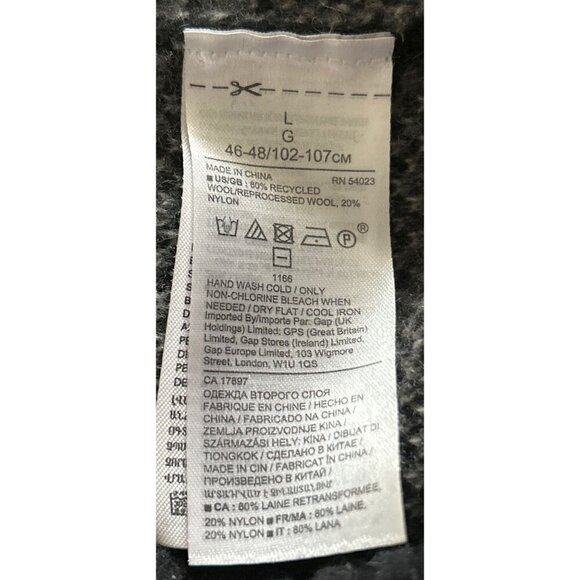 L
G
46-48/102-107CM
MADE IN CHINA RN 54023
■ US/GB : 80% RECYCLED
WOOL/REPROCESSED WOOL, 20%
NYLON
P ®
1166
HAND WASH COLD / ONLY
NON-CHLORINE BLEACH WHEN
NEEDED / DRY FLAT / COOL IRON
Imported By/Importe Par: Gap (UK
Holdings) Limited; GPS (Great Britain)
Limited, Gap Stores (Ireland) Limited,
Gap Europe Limited, 103 Wigmore
Street, London, W1U 1QS
CA 17897
ОДЕЖДА ВТОРОГО СЛОЯ
FABRIQUE EN CHINE / HECHO EN
CHINA / FABRICADO NA CHINA /
ZEMLJA PROIZVODNJE KINA /
SZÁRMAZÁSI HELY: KÍNA / DIBUAT DI
TIONGKOK / СДЕЛАНО В КИТАЕ /
MADE IN CIN / FABRICAT ÎN CHINA /
ПРОИЗВЕДЕНО В КИТАЙ /
■ CA : 80% LAINE RETRANSFORMÉE,
20% NYLON ■ FR/MA : 80% LAINE,
20% NYLON ■ IT : 80% LANA